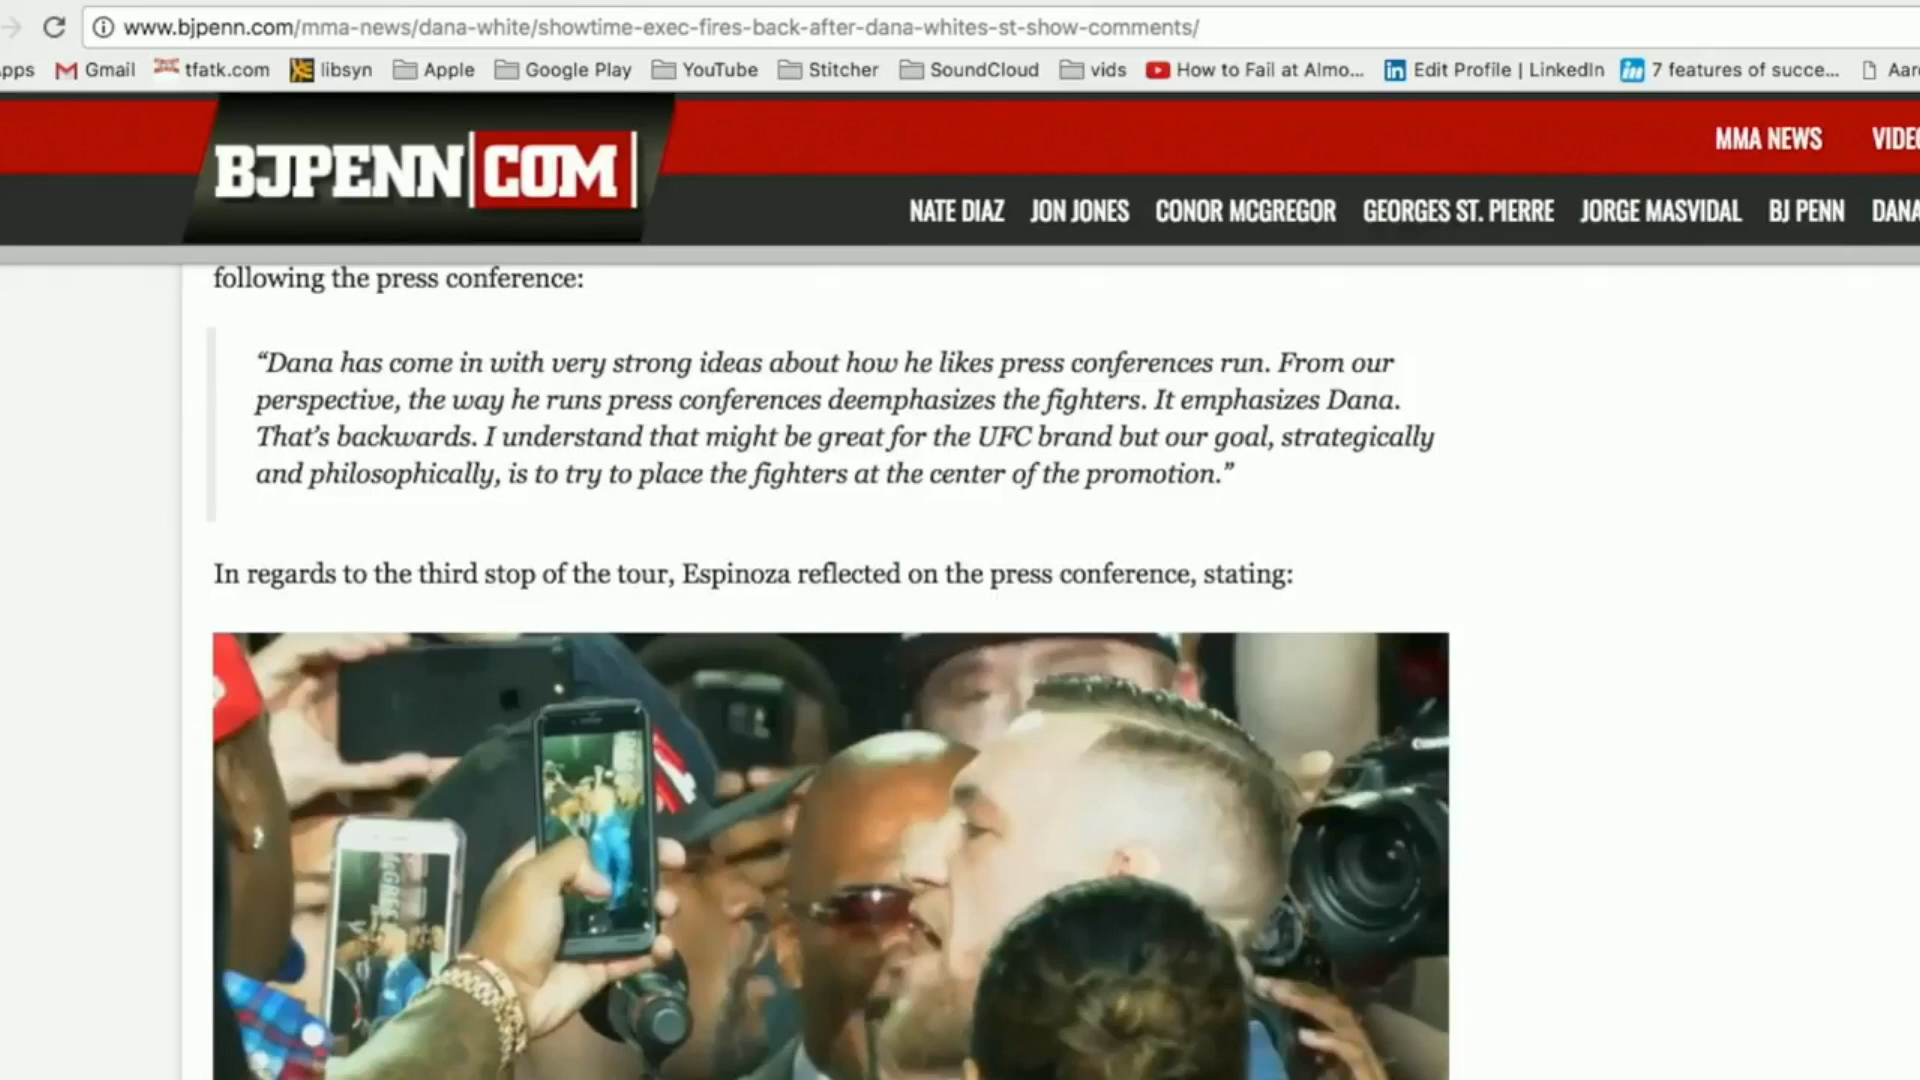 www.bjpenn.com/mma-news/dana-white/showtime-exec-fires-back-after-dana-whites-st-show-comments/
pps Gmail tfatk.com libsyn Apple Google Play YouTube Stitcher SoundCloud vids How to Fail at Almo... Edit Profile | LinkedIn 7 features of succe... Aar
BJPENN COM
MMA NEWS VIDEO
NATE DIAZ JON JONES CONOR MCGREGOR GEORGES ST. PIERRE JORGE MASVIDAL BJ PENN DANA
following the press conference:
“Dana has come in with very strong ideas about how he likes press conferences run. From our
perspective, the way he runs press conferences deemphasizes the fighters. It emphasizes Dana.
That’s backwards. I understand that might be great for the UFC brand but our goal, strategically
and philosophically, is to try to place the fighters at the center of the promotion.”
In regards to the third stop of the tour, Espinoza reflected on the press conference, stating: